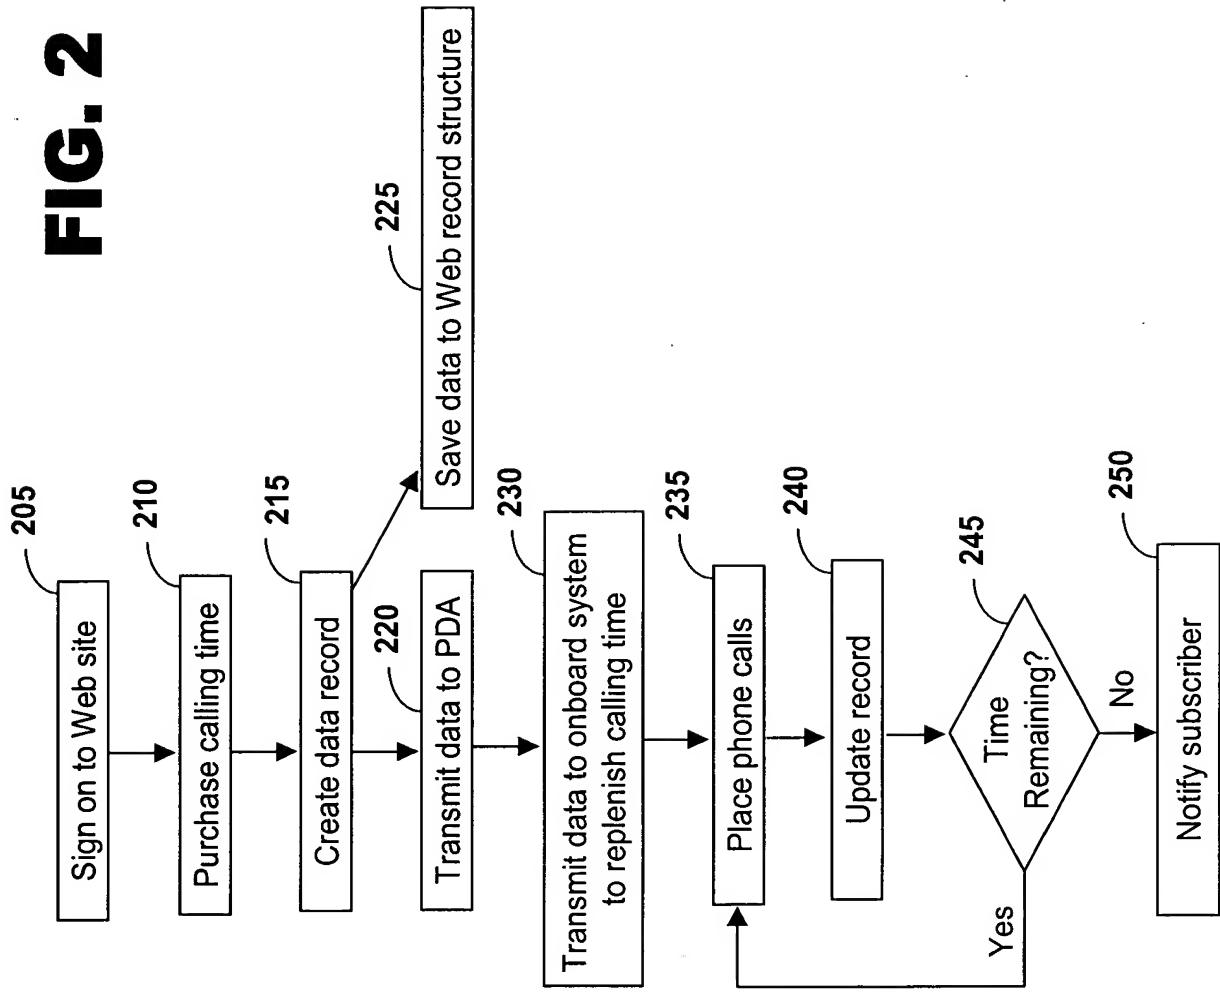 FIG. 2
205
Sign on to Web site
210
Purchase calling time
215
Create data record
220
Transmit data to PDA
225
Save data to Web record structure
230
Transmit data to onboard system
to replenish calling time
235
Place phone calls
240
Update record
245
Time
Remaining?
Yes
No
250
Notify subscriber